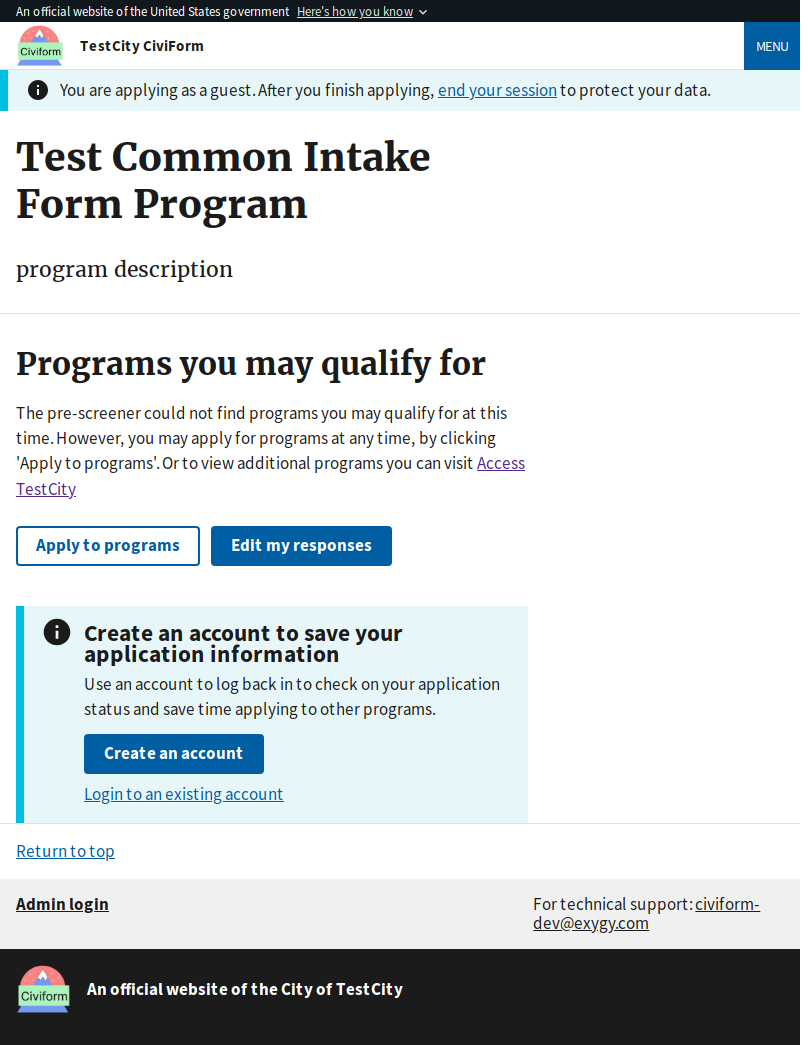 An official website of the United States government Here's how you know
Civiform
TestCity CiviForm
MENU
You are applying as a guest. After you finish applying, end your session to protect your data.
Test Common Intake
Form Program
program description
Programs you may qualify for
The pre-screener could not find programs you may qualify for at this
time. However, you may apply for programs at any time, by clicking
'Apply to programs'. Or to view additional programs you can visit Access
TestCity
Apply to programs
Edit my responses
Create an account to save your
application information
Use an account to log back in to check on your application
status and save time applying to other programs.
Create an account
Login to an existing account
Return to top
Admin login
For technical support: civiform-
dev@exygy.com
Civiform
An official website of the City of TestCity